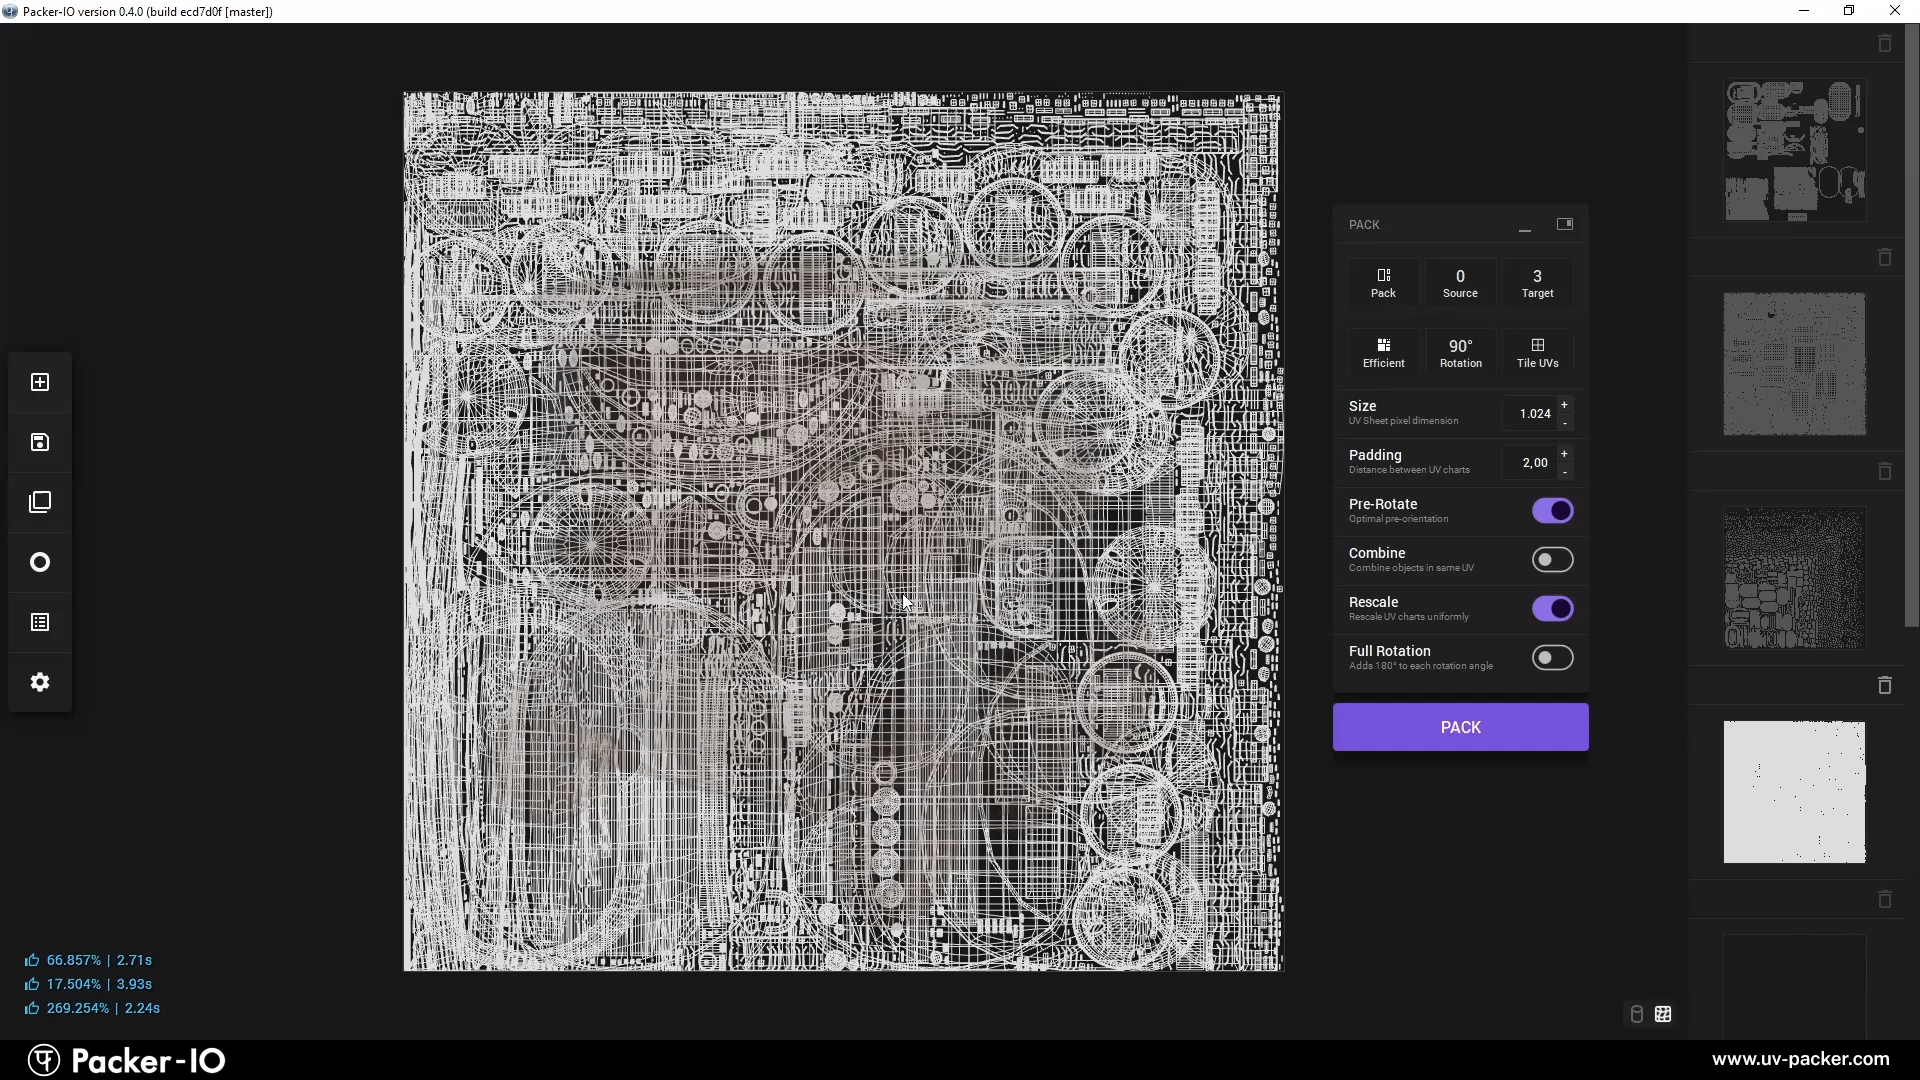 Packer-IO version 0.4.0 (build ecd7d0f [master])
PACK
Pack
0
Source
3
Target
Efficient
90°
Rotation
Tile UVs
Size
UV Sheet pixel dimension
1.024
+
-
Padding
Distance between UV charts
2,00
+
-
Pre-Rotate
Optimal pre-orientation
Combine
Combine objects in same UV
Rescale
Rescale UV charts uniformly
Full Rotation
Adds 180° to each rotation angle
PACK
66.857% | 2.71s
17.504% | 3.93s
269.254% | 2.24s
Packer-IO
www.uv-packer.com